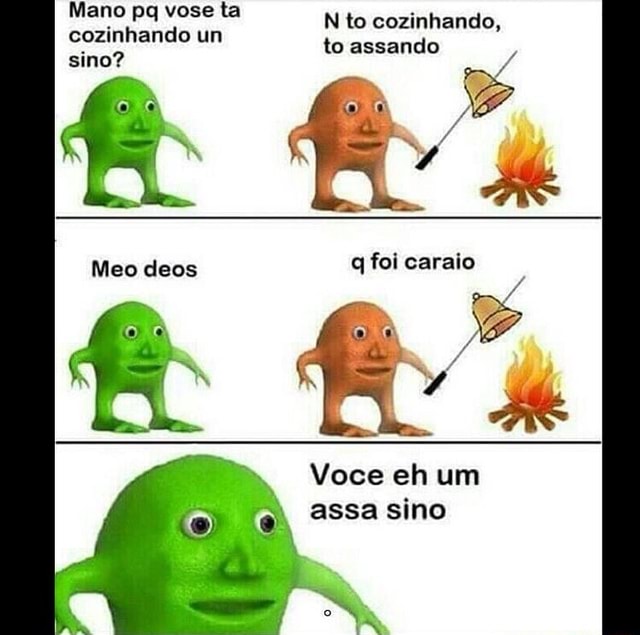 Mano pq vose ta
cozinhando un
sino?
N to cozinhando,
to assando
Meo deos
q foi caraio
Voce eh um
assa sino